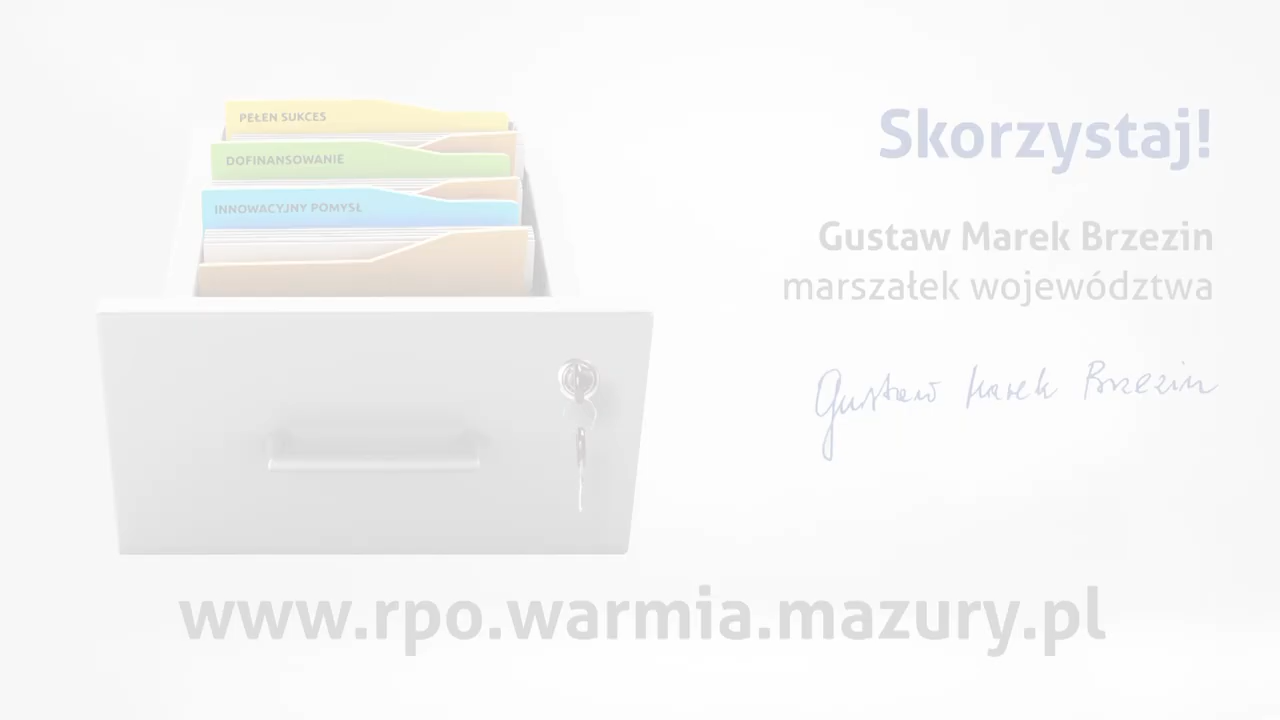 PEŁEN SUKCES
DOFINANSOWANIE
INNOWACYJNY POMYSŁ
Skorzystaj!
Gustaw Marek Brzezin
marszałek województwa
Gustaw Marek Brzezin
www.rpo.warmia.mazury.pl